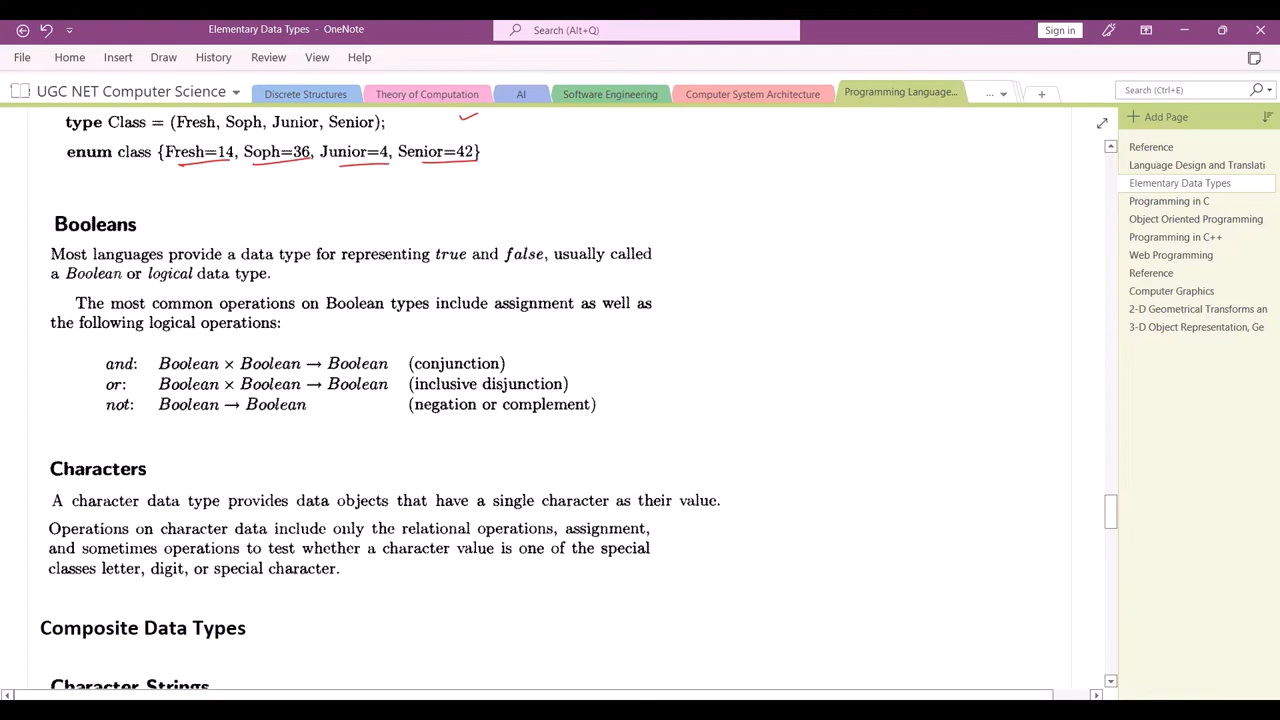 Elementary Data Types - OneNote
Search (Alt+Q)
Sign in
File Home Insert Draw History Review View Help
UGC NET Computer Science
Discrete Structures
Theory of Computation
AI
Software Engineering
Computer System Architecture
Programming Language...
...
Search (Ctrl+E)
type Class = (Fresh, Soph, Junior, Senior);
enum class {Fresh=14, Soph=36, Junior=4, Senior=42}
Booleans
Most languages provide a data type for representing true and false, usually called
a Boolean or logical data type.
The most common operations on Boolean types include assignment as well as
the following logical operations:
and: Boolean × Boolean → Boolean (conjunction)
or: Boolean × Boolean → Boolean (inclusive disjunction)
not: Boolean → Boolean (negation or complement)
Characters
A character data type provides data objects that have a single character as their value.
Operations on character data include only the relational operations, assignment,
and sometimes operations to test whether a character value is one of the special
classes letter, digit, or special character.
Composite Data Types
Character Strings
Add Page
Reference
Language Design and Translati
Elementary Data Types
Programming in C
Object Oriented Programming
Programming in C++
Web Programming
Reference
Computer Graphics
2-D Geometrical Transforms an
3-D Object Representation, Ge